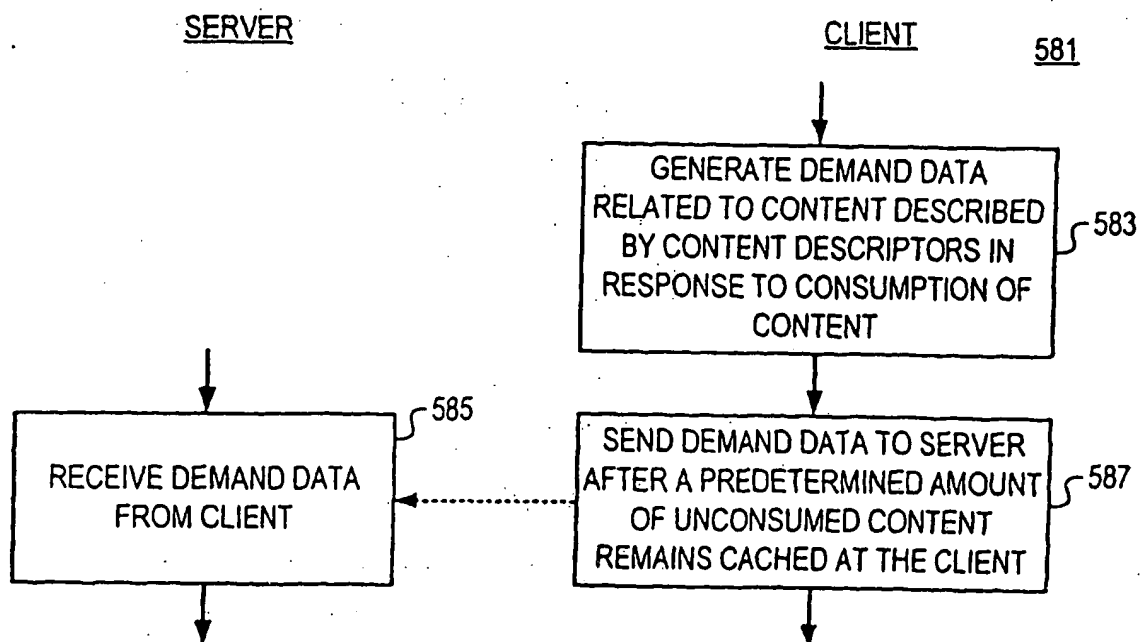 SERVER
CLIENT
581
GENERATE DEMAND DATA
RELATED TO CONTENT DESCRIBED
BY CONTENT DESCRIPTORS IN
RESPONSE TO CONSUMPTION OF
CONTENT
583
585
RECEIVE DEMAND DATA
FROM CLIENT
SEND DEMAND DATA TO SERVER
AFTER A PREDETERMINED AMOUNT
OF UNCONSUMED CONTENT
REMAINS CACHED AT THE CLIENT
587